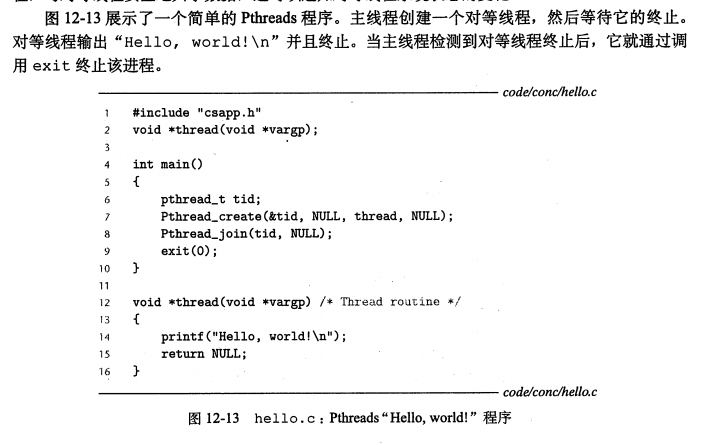 图 12-13 展示了一个简单的 Pthreads 程序。主线程创建一个对等线程，然后等待它的终止。
对等线程输出“Hello, world!\n”并且终止。当主线程检测到对等线程终止后，它就通过调
用 exit 终止该进程。
code/conc/hello.c
1 #include "csapp.h"
2 void *thread(void *vargp);
3
4 int main()
5 {
6 pthread_t tid;
7 Pthread_create(&tid, NULL, thread, NULL);
8 Pthread_join(tid, NULL);
9 exit(0);
10 }
11
12 void *thread(void *vargp) /* Thread routine */
13 {
14 printf("Hello, world!\n");
15 return NULL;
16 }
code/conc/hello.c
图 12-13 hello.c：Pthreads“Hello, world!”程序